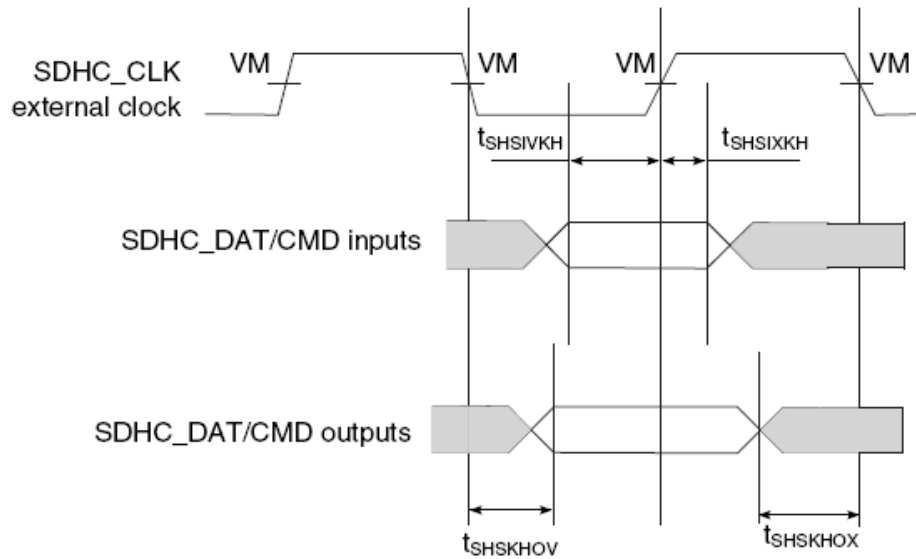 SDHC_CLK
external clock
VM
VM
VM
VM
tSHSIVKH
tSHSIXKH
SDHC_DAT/CMD inputs
SDHC_DAT/CMD outputs
tSHSKHOV
tSHSKHOX